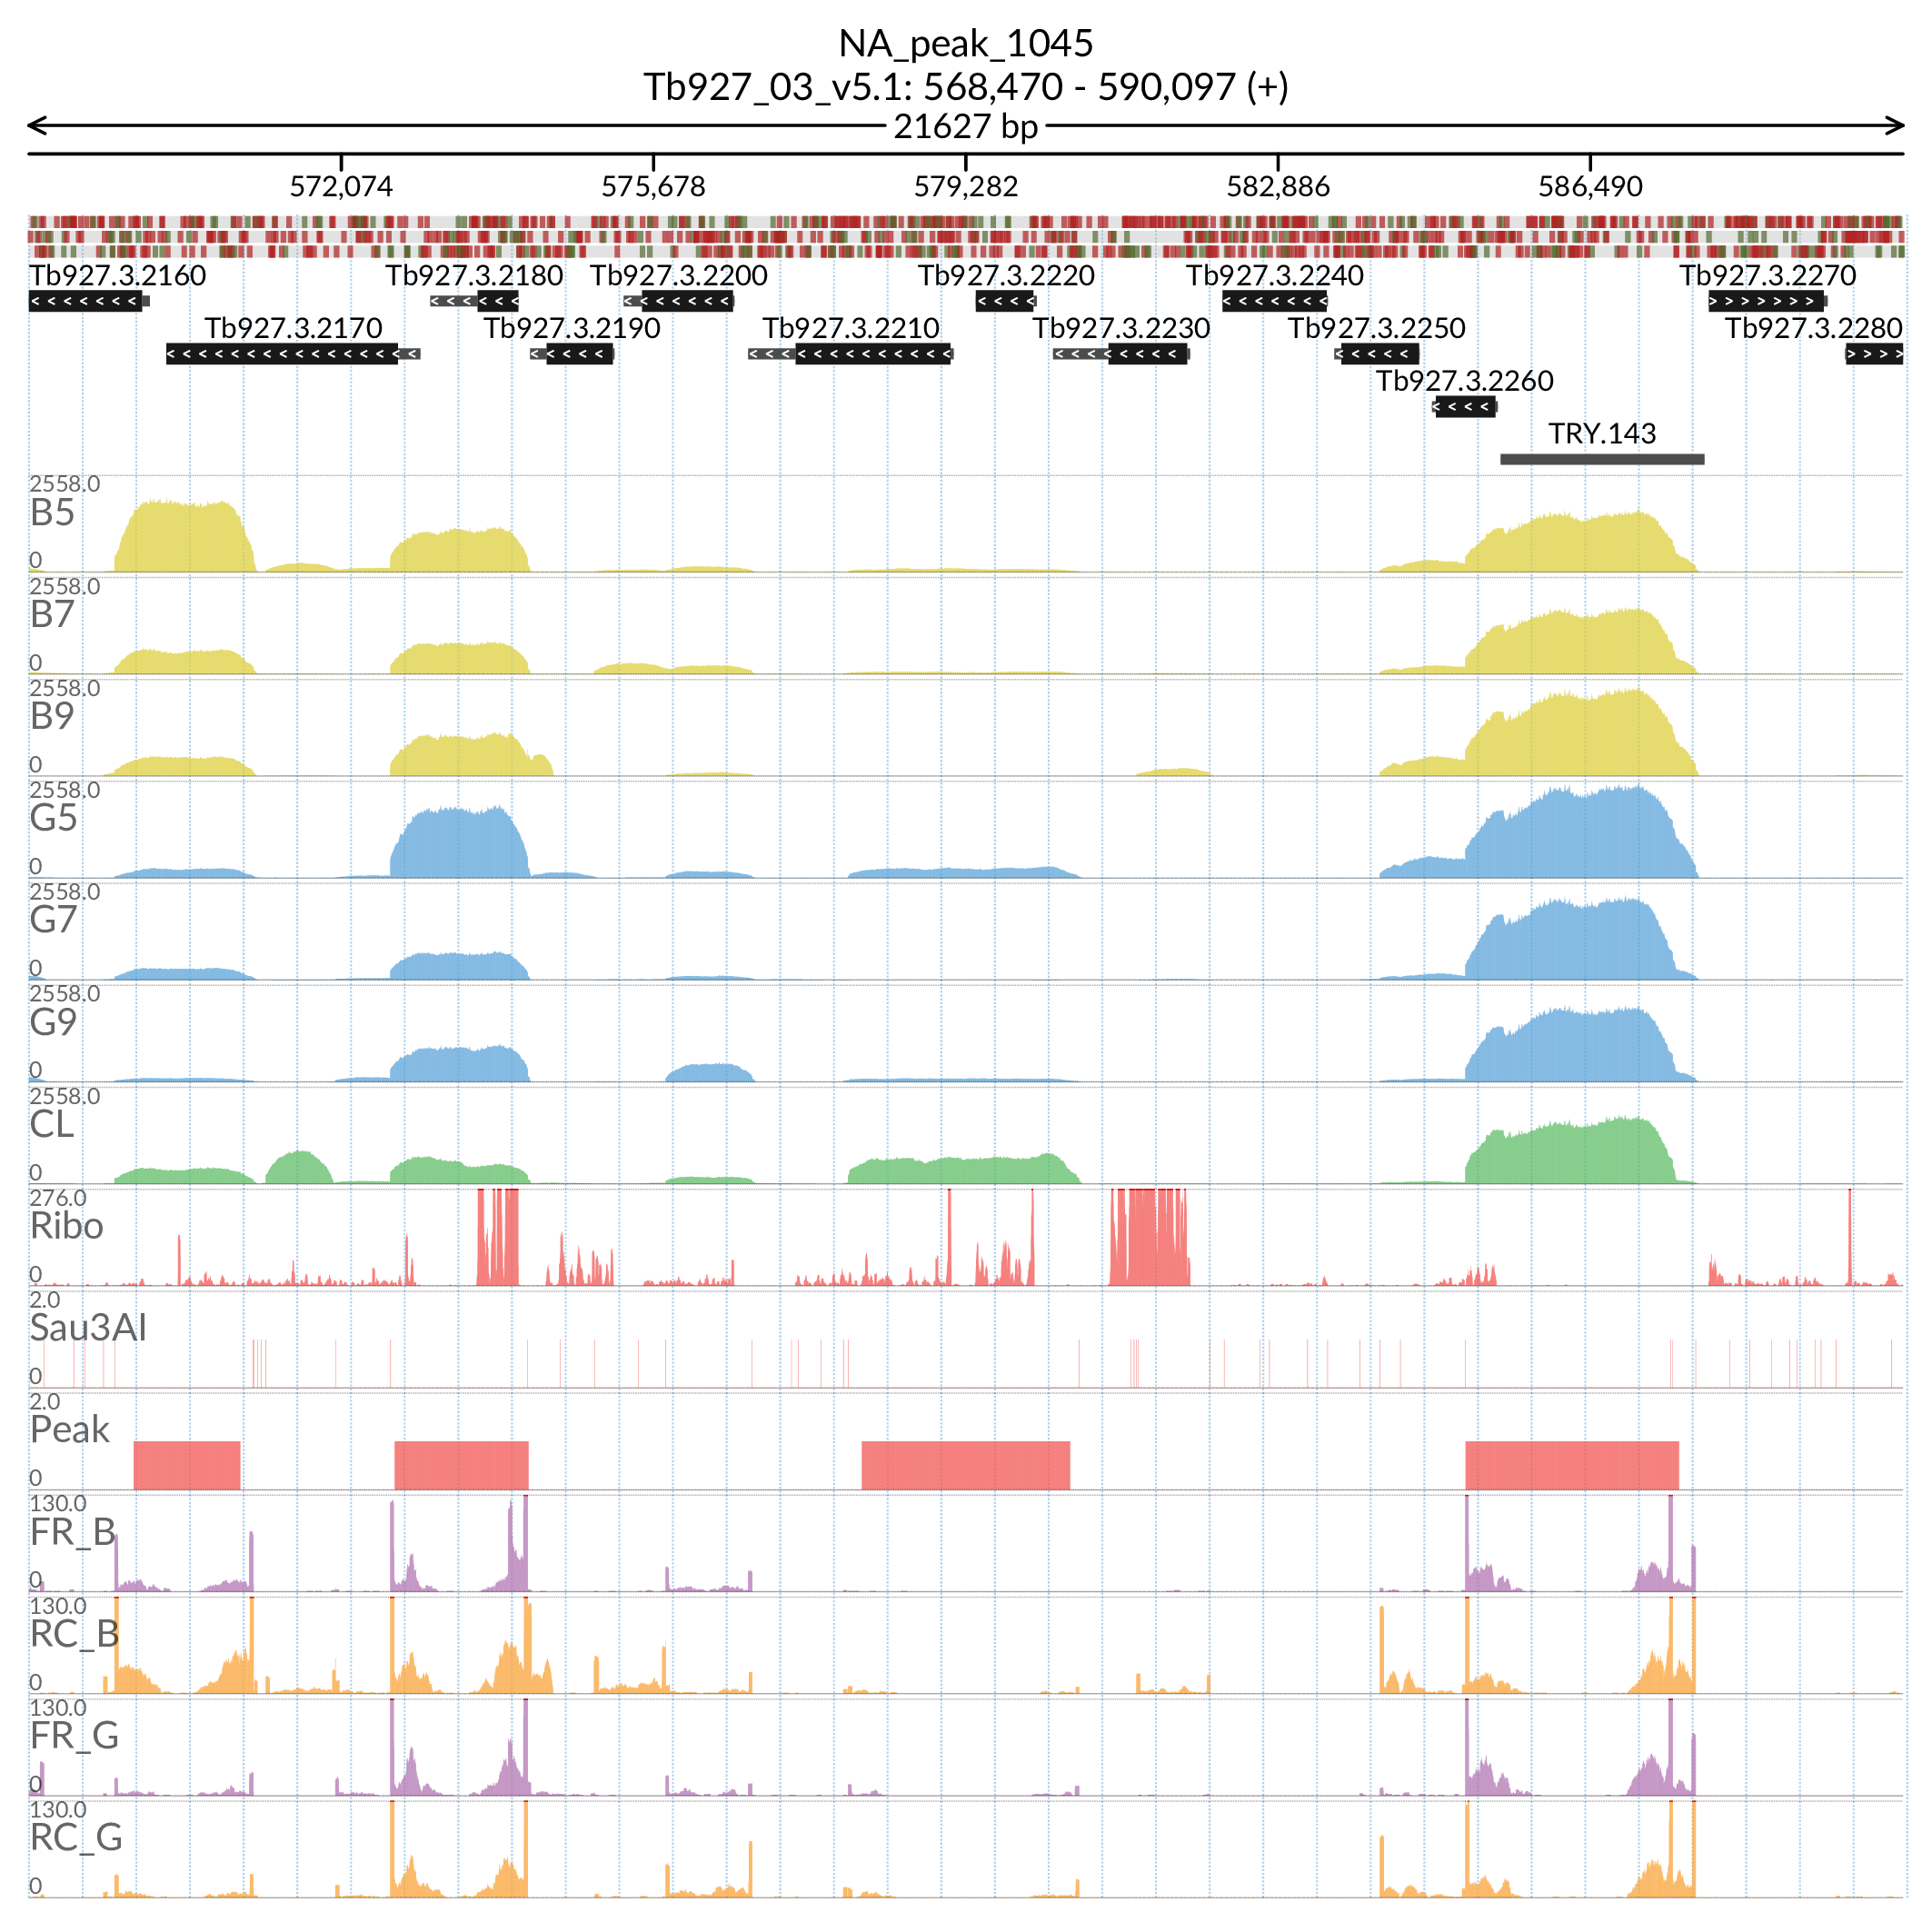 NA_peak_1045
Tb927_03_v5.1: 568,470 - 590,097 (+)
21627 bp
572,074 575,678 579,282 582,886 586,490
Tb927.3.2160 Tb927.3.2180 Tb927.3.2200 Tb927.3.2220 Tb927.3.2240 Tb927.3.2270
Tb927.3.2170 Tb927.3.2190 Tb927.3.2210 Tb927.3.2230 Tb927.3.2250 Tb927.3.2280
Tb927.3.2260
TRY.143
2558.0
B5
0
2558.0
B7
0
2558.0
B9
0
2558.0
G5
0
2558.0
G7
0
2558.0
G9
0
2558.0
CL
0
276.0
Ribo
0
2.0
Sau3AI
0
2.0
Peak
0
130.0
FR_B
0
130.0
RC_B
0
130.0
FR_G
0
130.0
RC_G
0